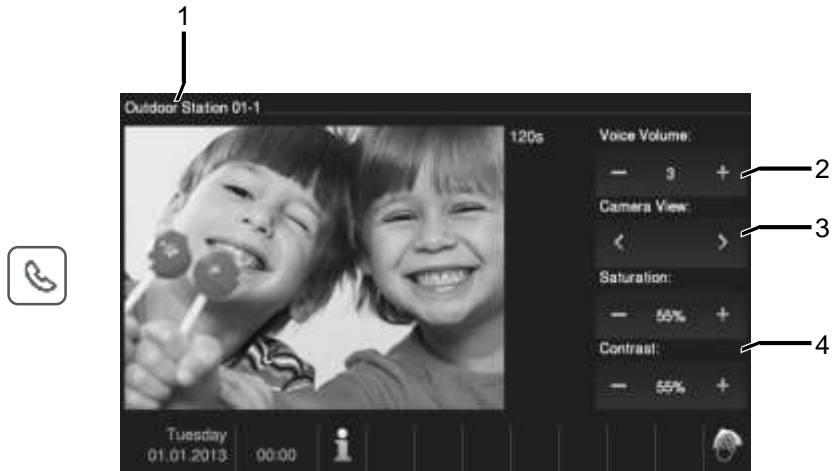 1
Outdoor Station 01-1
120s
Voice Volume:
— 3 +
2
Camera View:
< >
3
Saturation:
— 55% +
Contrast:
4
— 55% +
Tuesday
01.01.2013
00:00
i